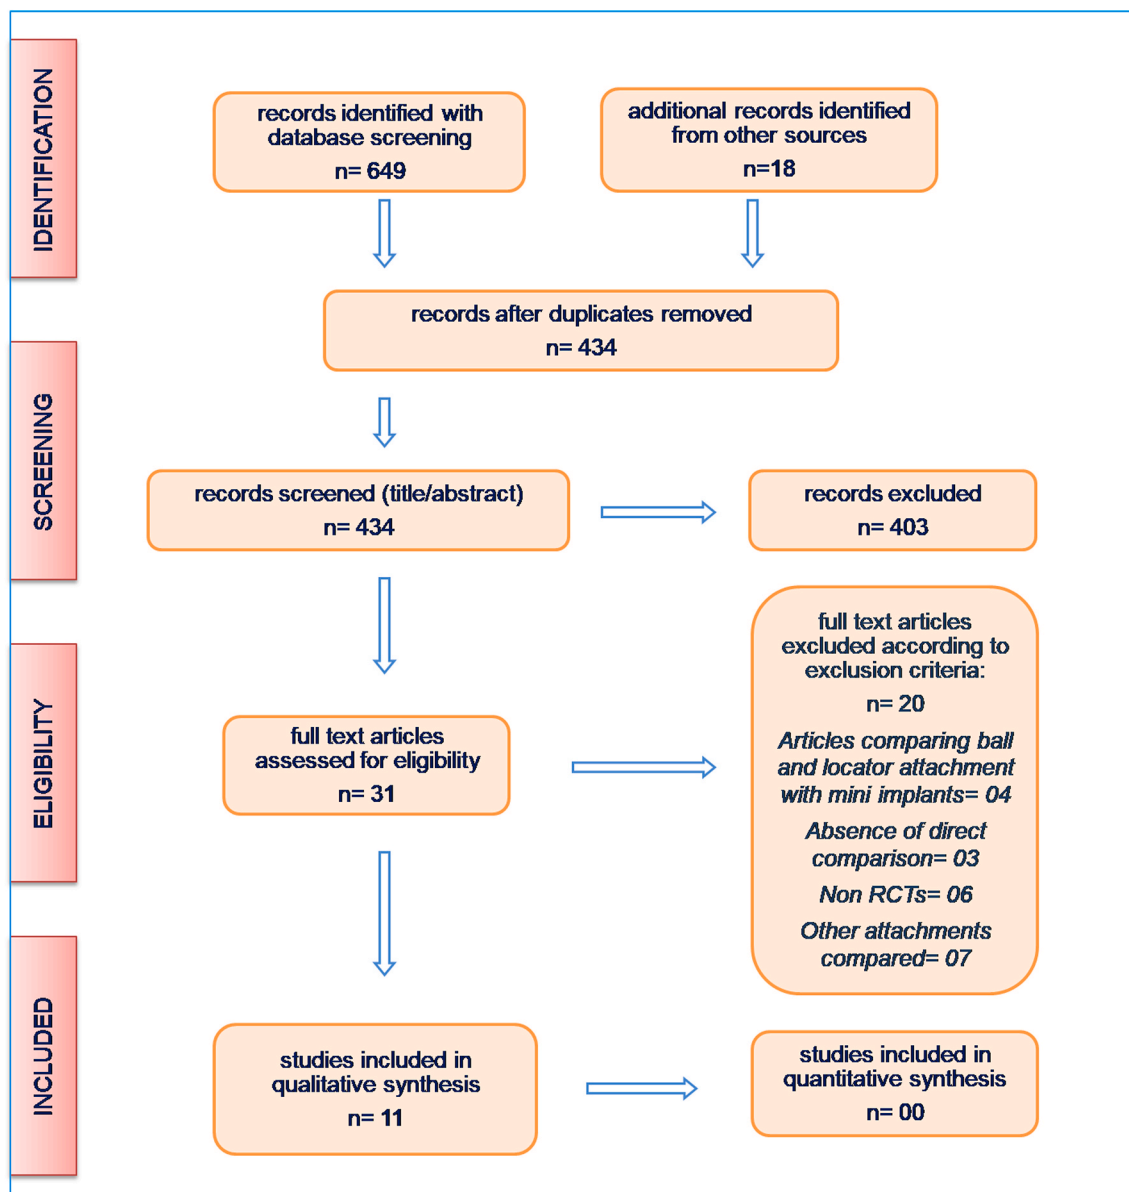 IDENTIFICATION
records identified with
database screening
n= 649
additional records identified
from other sources
n=18
records after duplicates removed
n= 434
SCREENING
records screened (title/abstract)
n= 434
records excluded
n= 403
ELIGIBILITY
full text articles
assessed for eligibility
n= 31
full text articles
excluded according to
exclusion criteria:
n= 20
Articles comparing ball
and locator attachment
with mini implants= 04
Absence of direct
comparison= 03
Non RCTs= 06
Other attachments
compared= 07
INCLUDED
studies included in
qualitative synthesis
n= 11
studies included in
quantitative synthesis
n= 00